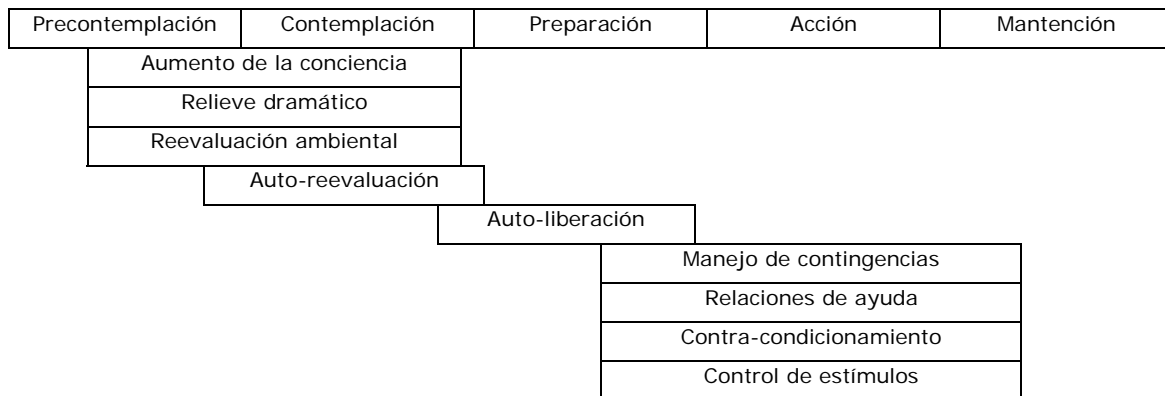 Precontemplación Contemplación Preparación Acción Mantención
Aumento de la conciencia
Relieve dramático
Reevaluación ambiental
Auto-reevaluación
Auto-liberación
Manejo de contingencias
Relaciones de ayuda
Contra-condicionamiento
Control de estímulos